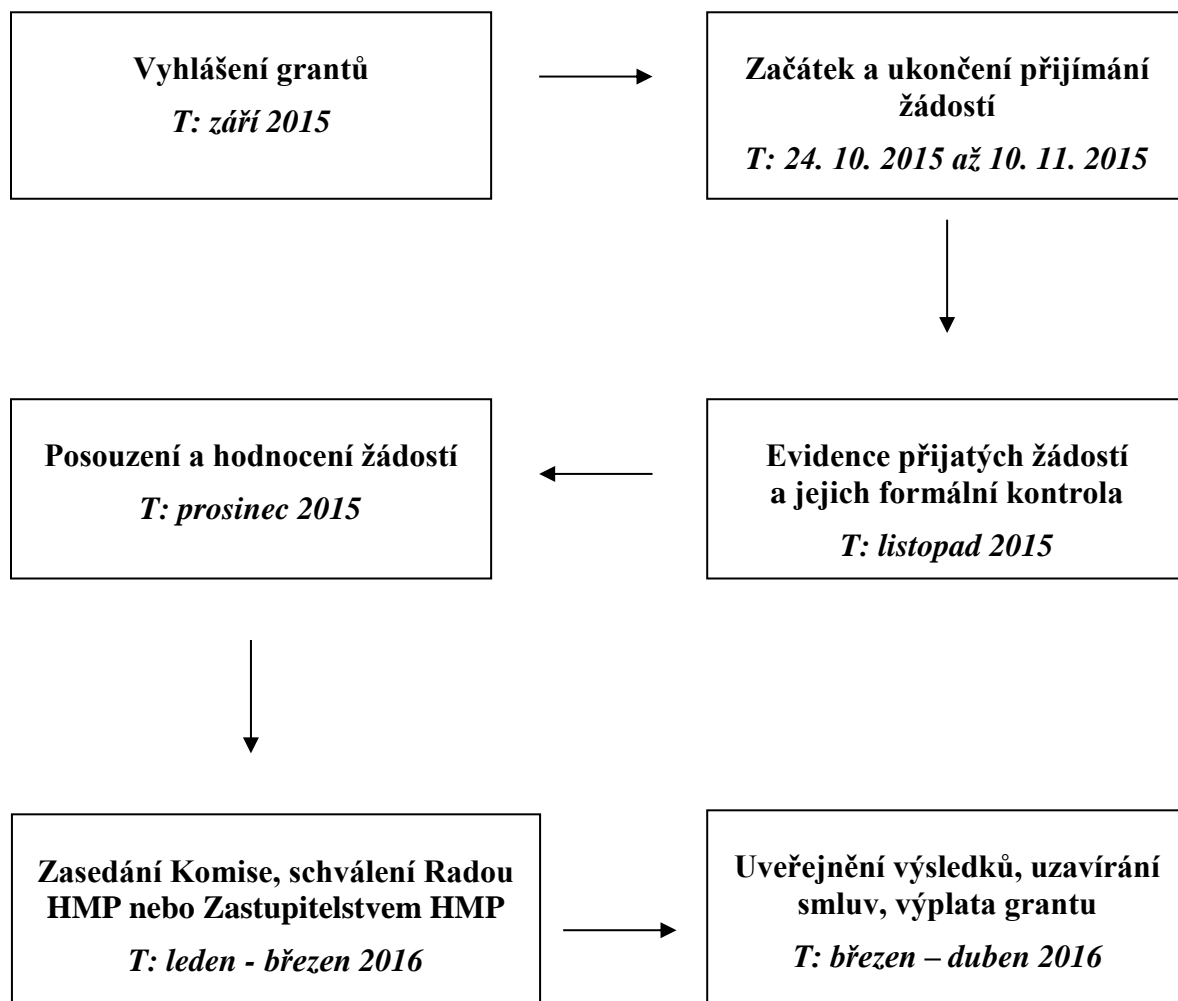 Vyhlášení grantů
T: září 2015
Začátek a ukončení přijímání
žádostí
T: 24. 10. 2015 až 10. 11. 2015
Posouzení a hodnocení žádostí
T: prosinec 2015
Evidence přijatých žádostí
a jejich formální kontrola
T: listopad 2015
Zasedání Komise, schválení Radou
HMP nebo Zastupitelstvem HMP
T: leden - březen 2016
Uveřejnění výsledků, uzavírání
smluv, výplata grantu
T: březen – duben 2016